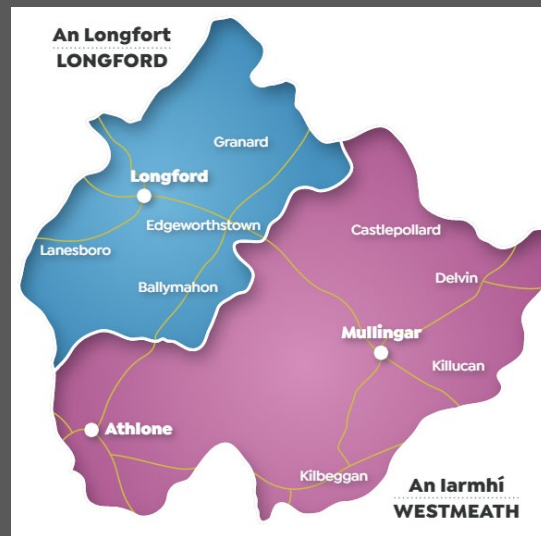 An Longfort
LONGFORD
Granard
Longford
Edgeworthstown
Lanesboro
Castlepollard
Delvin
Ballymahon
Mullingar
Killucan
Athlone
Kilbeggan
An Iarmhí
WESTMEATH